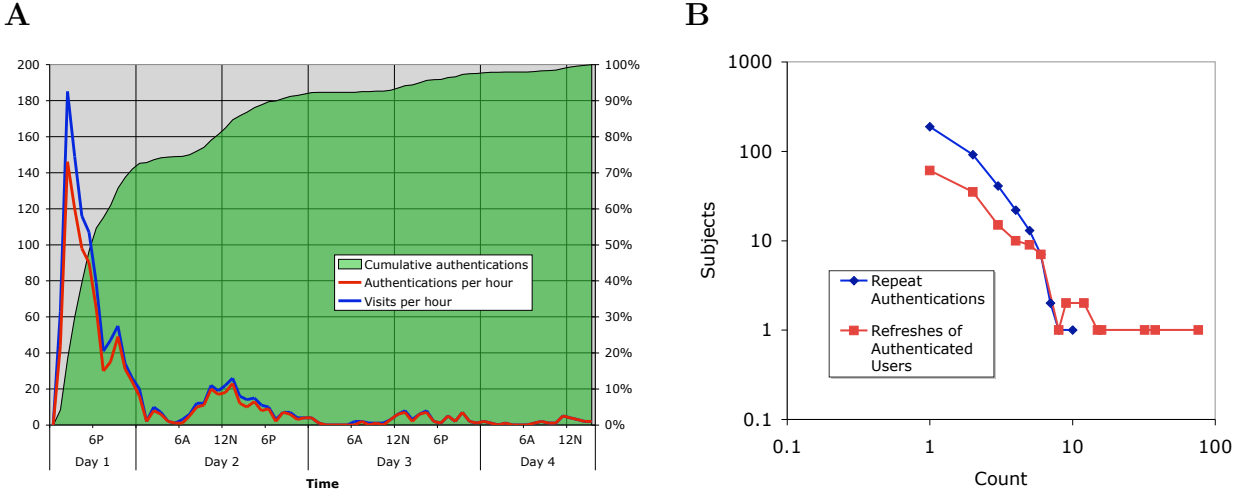 A
B
200
180
160
140
120
100
80
60
40
20
0
100%
90%
80%
70%
60%
50%
40%
30%
20%
10%
0%
Cumulative authentications
Authentications per hour
Visits per hour
6P 6A 12N 6P 6A 12N 6P 6A 12N
Day 1 Day 2 Day 3 Day 4
Time
1000
100
10
1
0.1
Subjects
Repeat
Authentications
Refreshes of
Authenticated
Users
0.1 1 10 100
Count